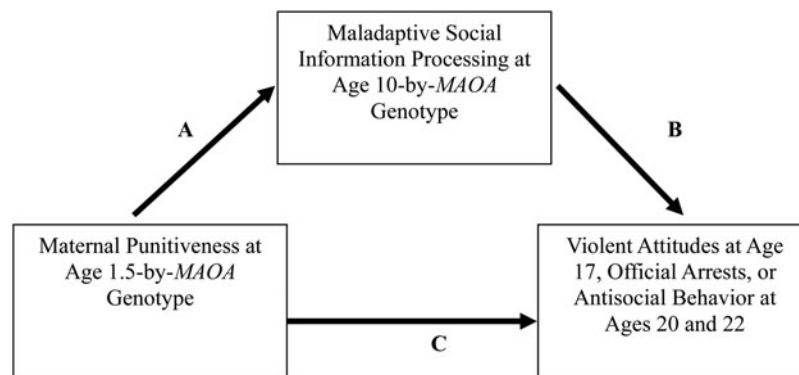 Maladaptive Social
Information Processing at
Age 10-by-MAOA
Genotype
A
B
Maternal Punitiveness at
Age 1.5-by-MAOA
Genotype
Violent Attitudes at Age
17, Official Arrests, or
Antisocial Behavior at
Ages 20 and 22
C